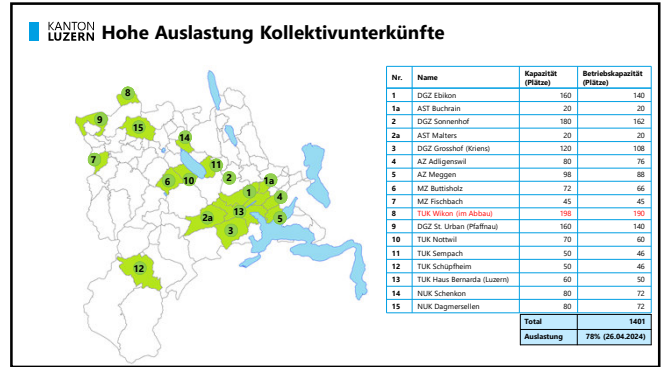 KANTON
LUZERN
Hohe Auslastung Kollektivunterkünfte
8
9
15
14
7
11
6
10
2
1a
1
4
2a
13
5
3
12
Nr. Name Kapazität (Plätze) Betriebskapazität (Plätze)
1 DGZ Ebikon 160 140
1a AST Buchrain 20 20
2 DGZ Sonnenhof 180 162
2a AST Malters 20 20
3 DGZ Grosshof (Kriens) 120 108
4 AZ Adligenswil 80 76
5 AZ Meggen 98 88
6 MZ Buttisholz 72 66
7 MZ Fischbach 45 45
8 TUK Wikon (im Abbau) 198 190
9 DGZ St. Urban (Pfaffnau) 160 140
10 TUK Nottwil 70 60
11 TUK Sempach 50 46
12 TUK Schüpfheim 50 46
13 TUK Haus Bernarda (Luzern) 60 50
14 NUK Schenkon 80 72
15 NUK Dagmersellen 80 72
Total 1401
Auslastung 78% (26.04.2024)